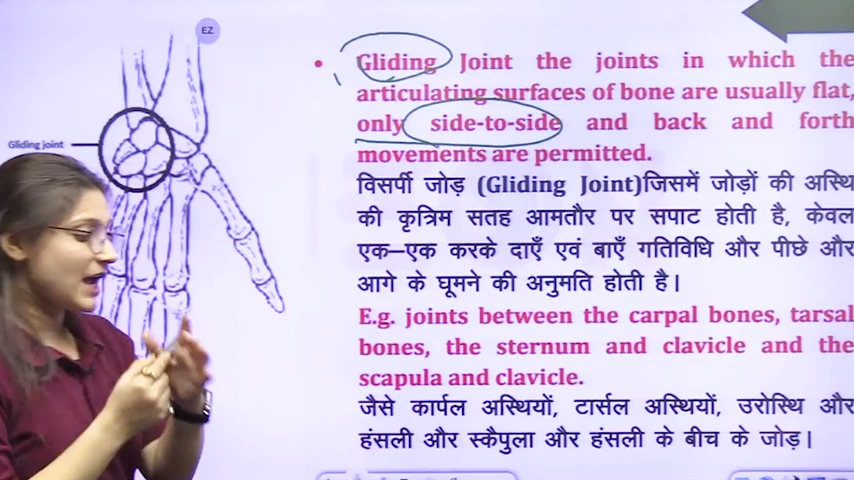 EZ
Gliding Joint the joints in which the
articulating surfaces of bone are usually flat,
only side-to-side and back and forth
movements are permitted.
Gliding joint
विसर्पी जोड़ (Gliding Joint)जिसमें जोड़ों की अस्थि
की कृत्रिम सतह आमतौर पर सपाट होती है, केवल
एक–एक करके दाएँ एवं बाएँ गतिविधि और पीछे और
आगे के घूमने की अनुमति होती है।
E.g. joints between the carpal bones, tarsal
bones, the sternum and clavicle and the
scapula and clavicle.
जैसे कार्पल अस्थियों, टार्सल अस्थियों, उरोस्थि और
हंसली और स्कैपुला और हंसली के बीच के जोड़।